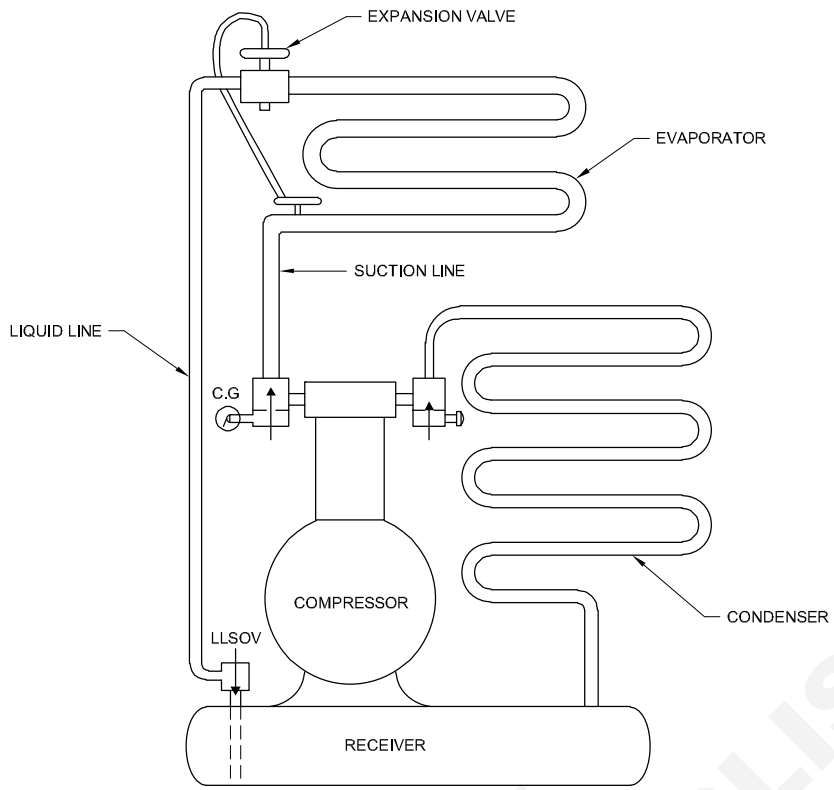 EXPANSION VALVE
EVAPORATOR
SUCTION LINE
LIQUID LINE
C.G
COMPRESSOR
CONDENSER
LLSOV
RECEIVER